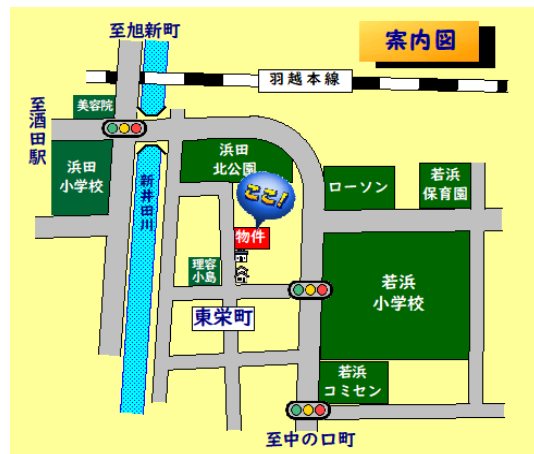 至旭新町
案内図
羽越本線
至酒田駅
美容院
浜田
小学校
新井田川
浜田
北公園
ここ!
ローソン
若浜
保育園
物件
理容
小島
若浜
小学校
東栄町
若浜
コミセン
至中の口町